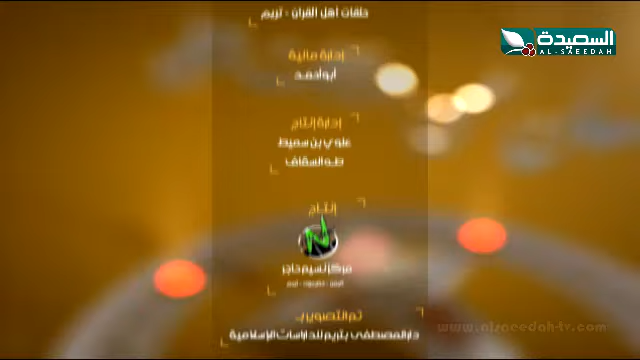 حلقات أهل القرآن - تريم
السعيدة
AL-SAEEDAH
إدارة مالية
أبو أحمد
إدارة إنتاج
علوي بن سميط
طه السقاف
إنتاج
N
مركز نسيم حاجر
تم التصوير بـ
دار المصطفى بتريم للدراسات الإسلامية
www.alsaeedah-tv.com